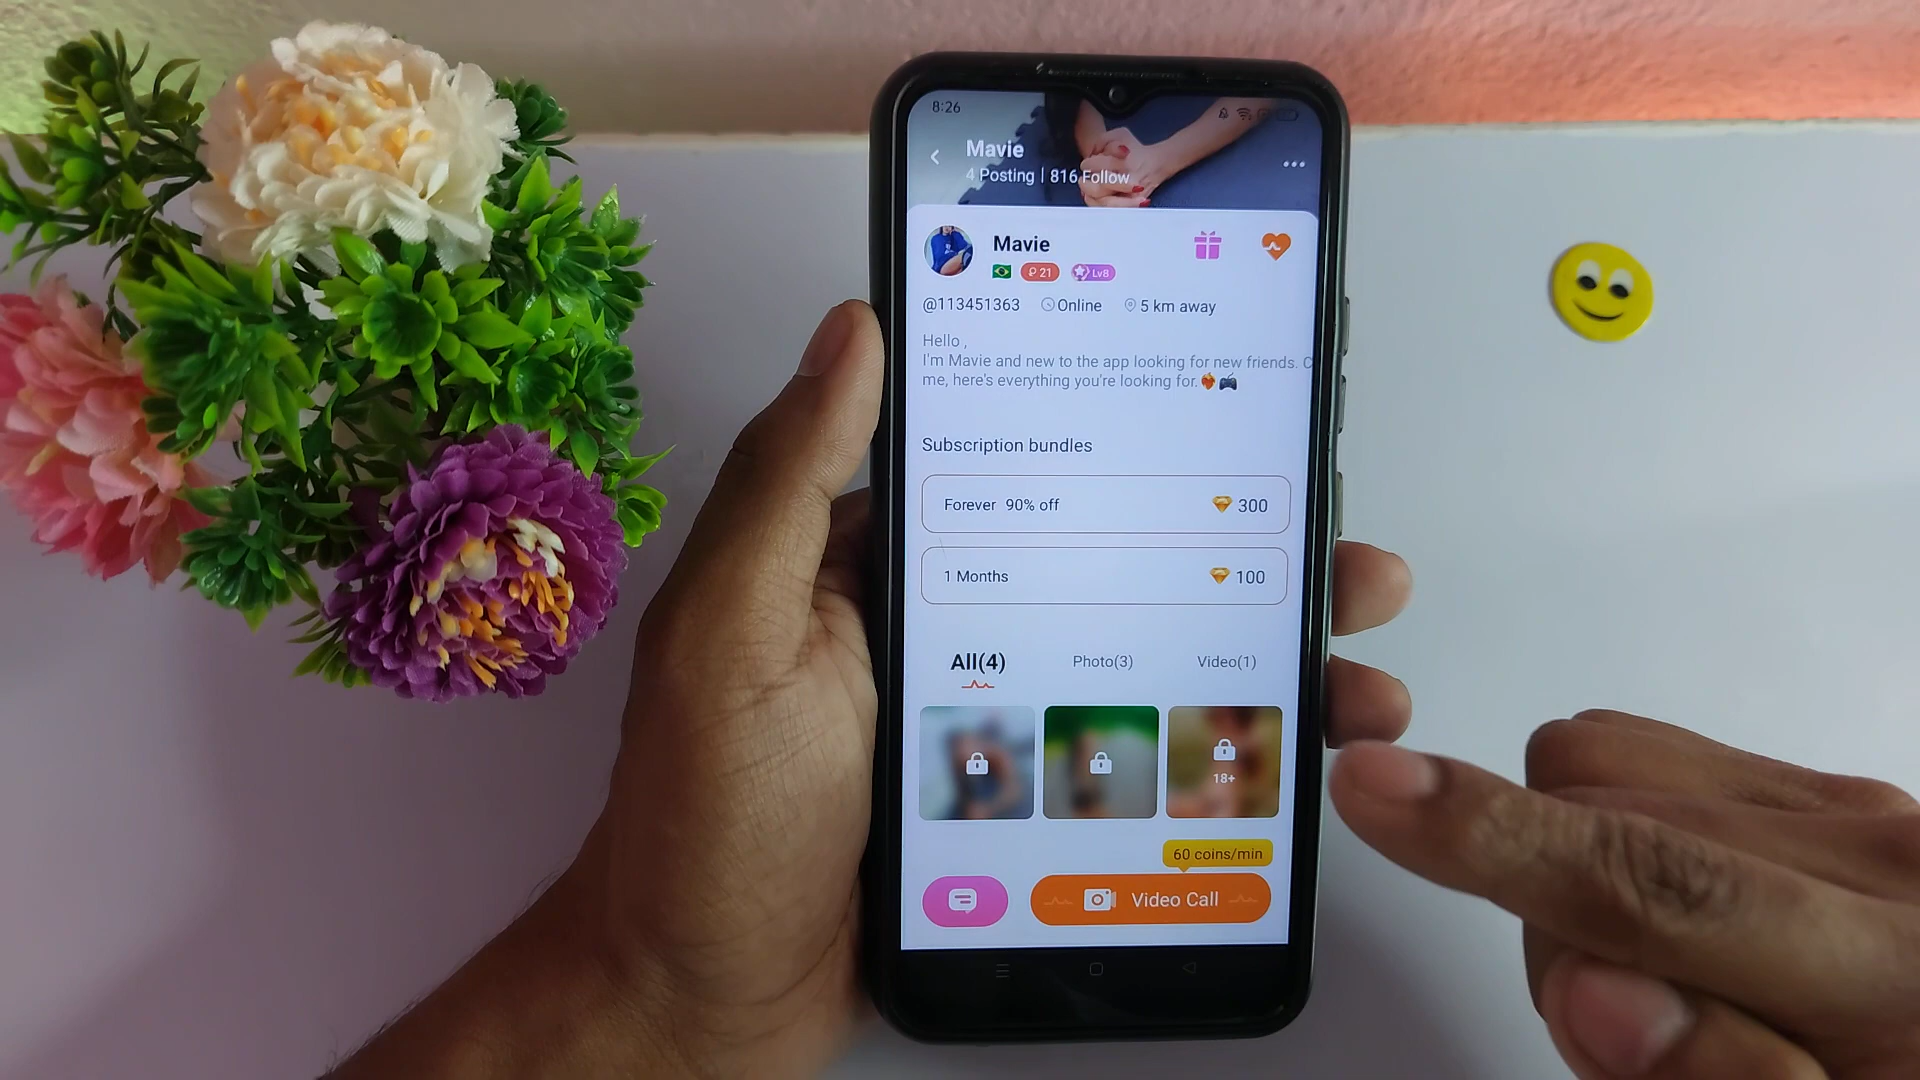 8:26
Mavie
4 Posting | 816 Follow
Mavie
21
Lv8
@113451363 Online 5 km away
Hello ,
I'm Mavie and new to the app looking for new friends. C
me, here's everything you're looking for.❤️‍🔥🎮
Subscription bundles
Forever 90% off 300
1 Months 100
All(4) Photo(3) Video(1)
18+
60 coins/min
Video Call